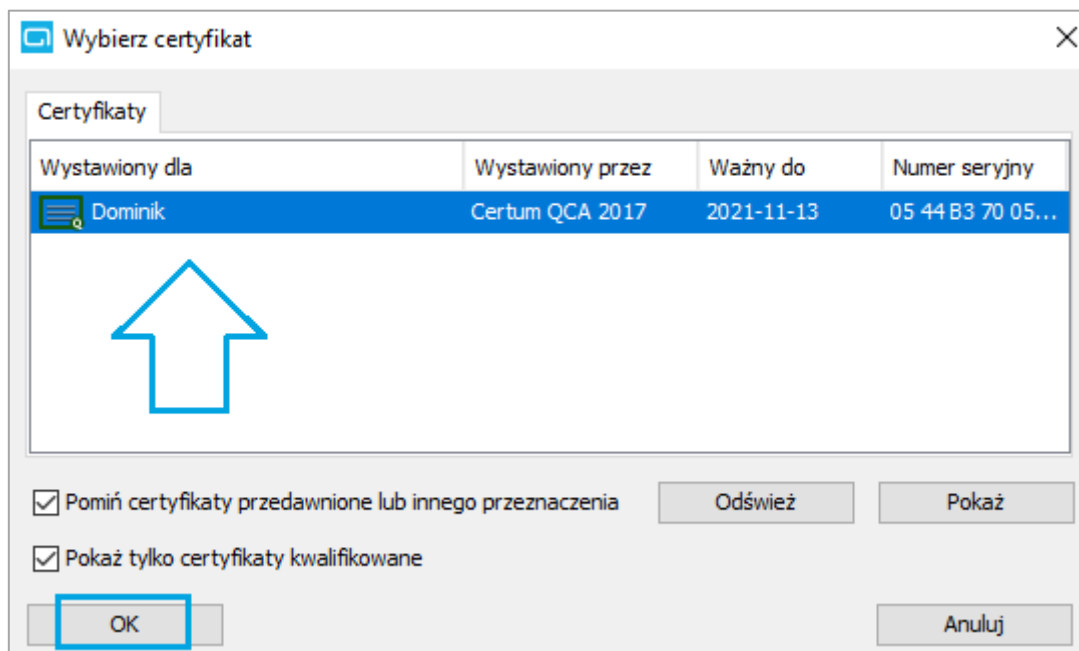 Wybierz certyfikat
Certyfikaty
Wystawiony dla Wystawiony przez Ważny do Numer seryjny
Dominik Certum QCA 2017 2021-11-13 05 44 B3 70 05...
Pomiń certyfikaty przedawnione lub innego przeznaczenia Odśwież Pokaż
Pokaż tylko certyfikaty kwalifikowane
OK Anuluj